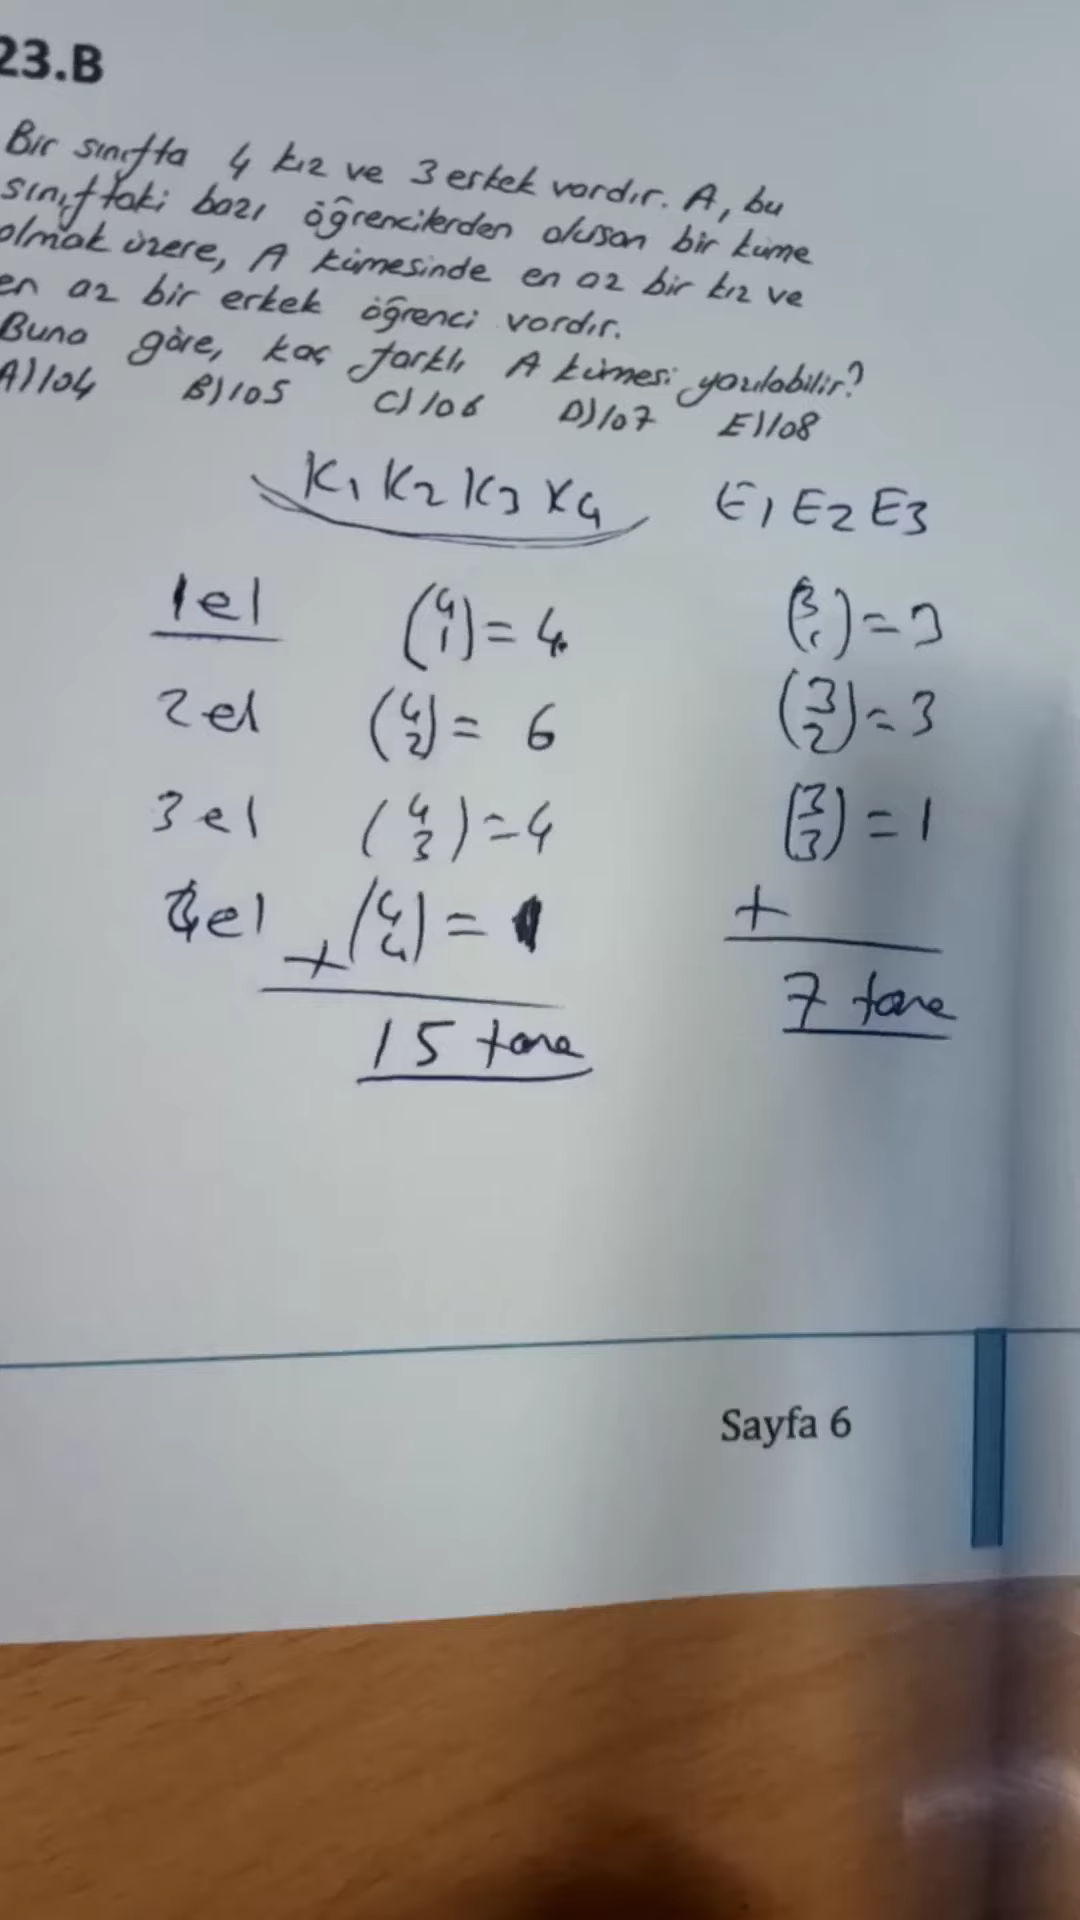 23.B
Bir sınıfta 4 kız ve 3 erkek vardır. A, bu
sınıftaki bazı öğrencilerden oluşan bir küme
olmak üzere, A kümesinde en az bir kız ve
en az bir erkek öğrenci vardır.
Buna göre, kaç farklı A kümesi yazılabilir?
A) 104 B) 105 C) 106 D) 107 E) 108
K1 K2 K3 K4 E1 E2 E3
1 el (4 1) = 4 (3 1) = 3
2 el (4 2) = 6 (3 2) = 3
3 el (4 3) = 4 (3 3) = 1
4 el + (4 4) = 1 +
15 tane 7 tane
Sayfa 6